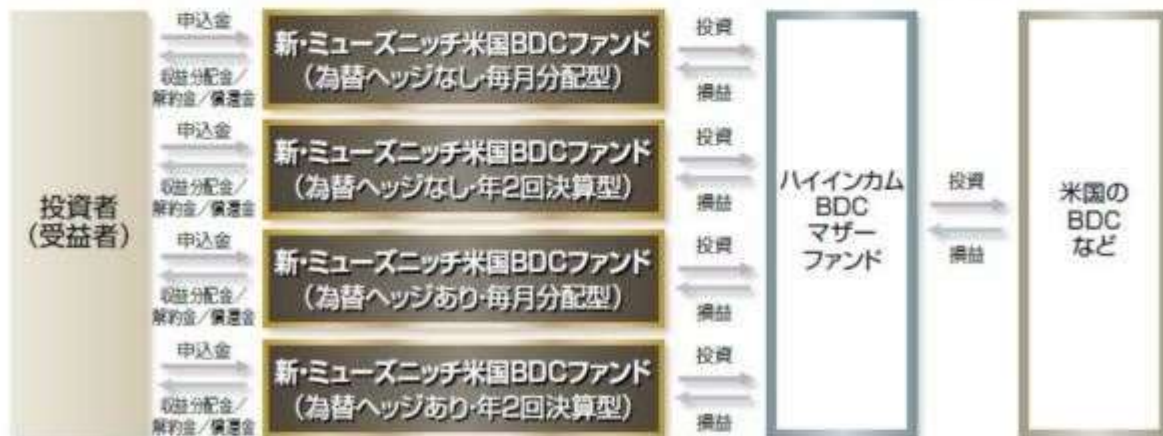 投資者
(受益者)
申込金
収益分配金/
解約金/償還金
新・ミューズニッチ米国BDCファンド
(為替ヘッジなし・毎月分配型)
投資
損益
申込金
収益分配金/
解約金/償還金
新・ミューズニッチ米国BDCファンド
(為替ヘッジなし・年2回決算型)
投資
損益
申込金
収益分配金/
解約金/償還金
新・ミューズニッチ米国BDCファンド
(為替ヘッジあり・毎月分配型)
投資
損益
申込金
収益分配金/
解約金/償還金
新・ミューズニッチ米国BDCファンド
(為替ヘッジあり・年2回決算型)
投資
損益
ハイインカム
BDC
マザー
ファンド
投資
損益
米国の
BDC
など